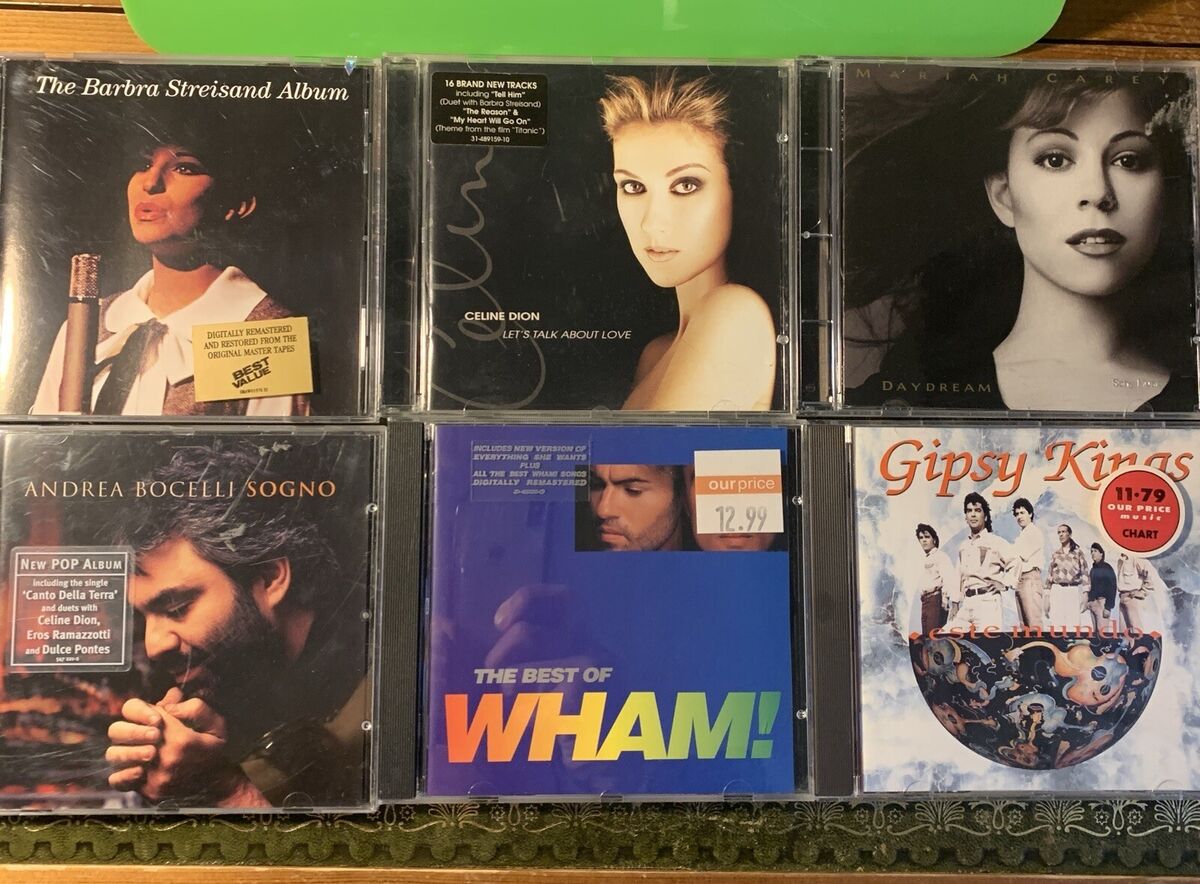 The Barbra Streisand Album
DIGITALLY REMASTERED
AND RESTORED FROM THE
ORIGINAL MASTER TAPES
BEST
VALUE
16 BRAND NEW TRACKS
including "Tell Him"
(Duet with Barbra Streisand)
"The Reason" &
"My Heart Will Go On"
(Theme from the film "Titanic")
31-489159-10
Celine
CELINE DION
LET'S TALK ABOUT LOVE
MARIAH CAREY
DAYDREAM
ANDREA BOCELLI SOGNO
NEW POP ALBUM
including the single
'Canto Della Terra'
and duets with
Celine Dion,
Eros Ramazzotti
and Dulce Pontes
INCLUDES NEW VERSION OF
EVERYTHING SHE WANTS
PLUS
ALL THE BEST WHAM! SONGS
DIGITALLY REMASTERED
our price
12.99
THE BEST OF
WHAM!
Gipsy Kings
11·79
OUR PRICE
music
CHART
este mundo